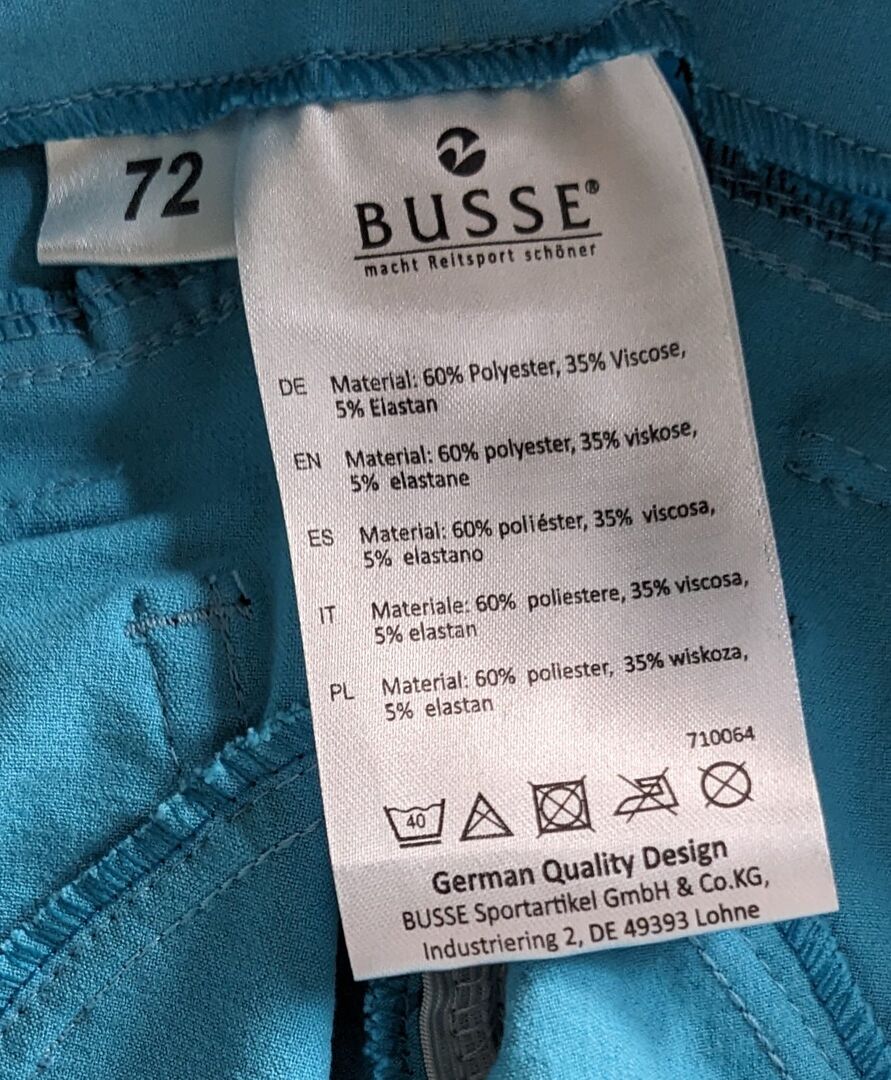 72
BUSSE®
macht Reitsport schöner
DE Material: 60% Polyester, 35% Viscose,
5% Elastan
EN Material: 60% polyester, 35% viskose,
5% elastane
ES Material: 60% poliéster, 35% viscosa,
5% elastano
IT Materiale: 60% poliestere, 35% viscosa,
5% elastan
PL Material: 60% poliester, 35% wiskoza,
5% elastan
710064
40
German Quality Design
BUSSE Sportartikel GmbH & Co.KG,
Industriering 2, DE 49393 Lohne